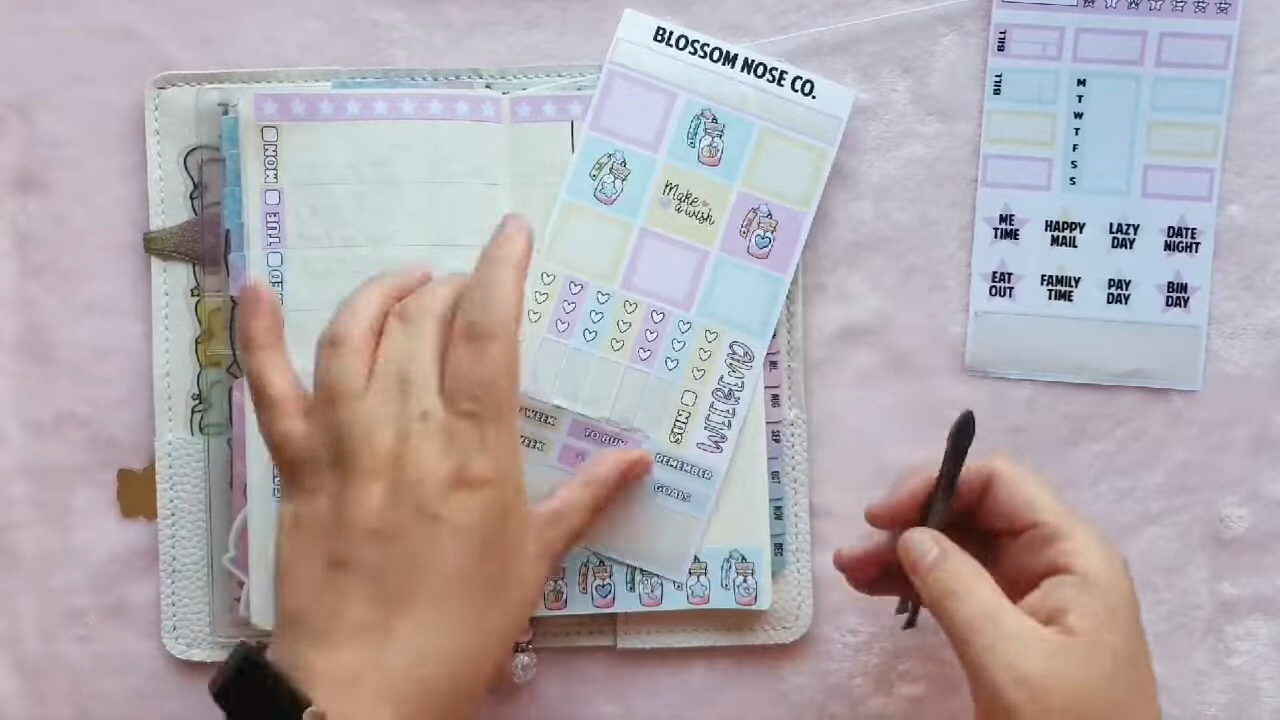 BLOSSOM NOSE CO.
Make
a wish
MON
TUE
WEEK
WEEK
TO BUY
REMEMBER
GOALS
SUN
WEEKEND
AUG
SEP
OCT
NOV
DEC
BILL
BILL
M
T
W
T
F
S
S
ME
TIME
HAPPY
MAIL
LAZY
DAY
DATE
NIGHT
EAT
OUT
FAMILY
TIME
PAY
DAY
BIN
DAY